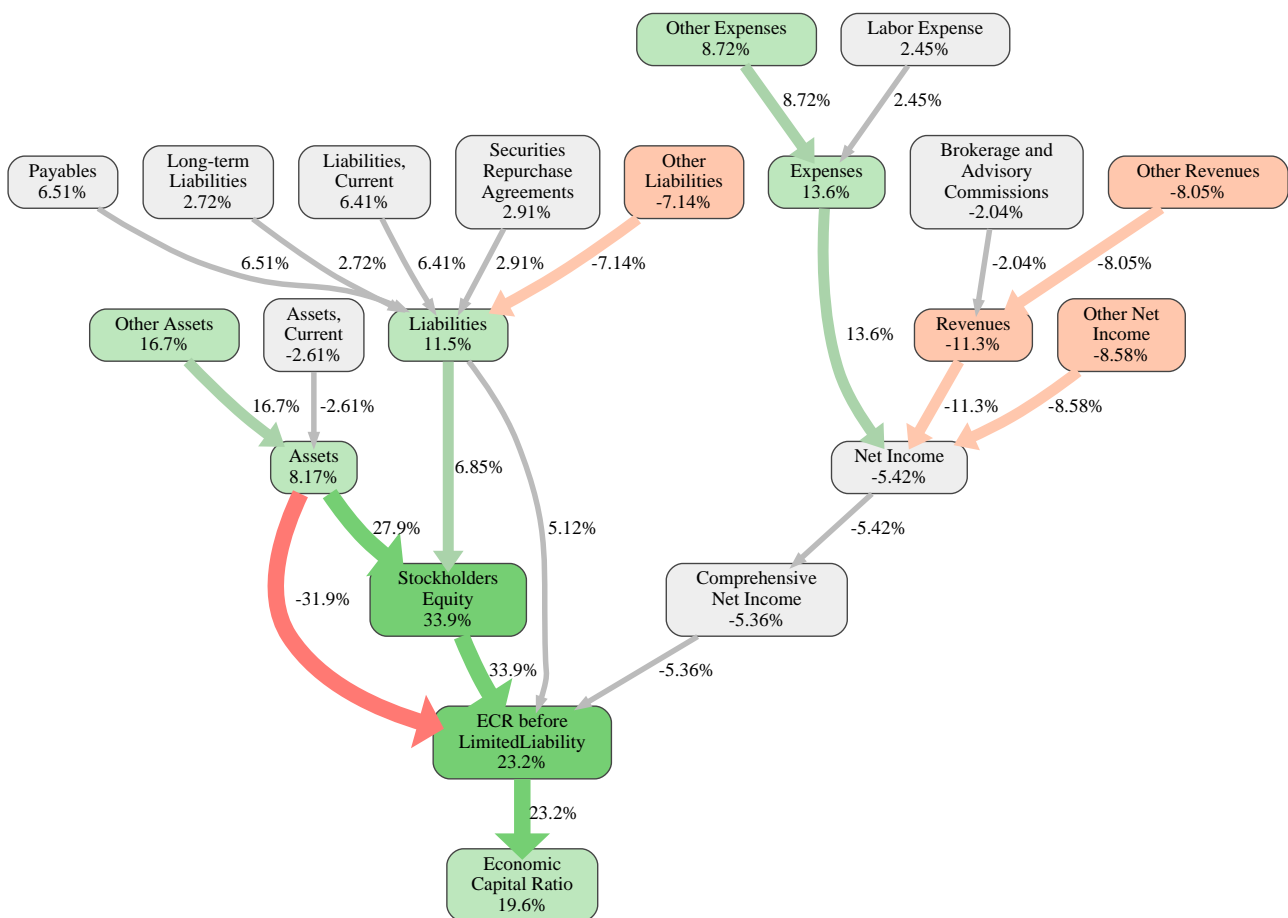 Other Expenses
8.72%
Labor Expense
2.45%
8.72%
2.45%
Payables
6.51%
Long-term
Liabilities
2.72%
Liabilities,
Current
6.41%
Securities
Repurchase
Agreements
2.91%
Other
Liabilities
-7.14%
Expenses
13.6%
Brokerage and
Advisory
Commissions
-2.04%
Other Revenues
-8.05%
6.51%
2.72%
6.41%
2.91%
-7.14%
-2.04%
-8.05%
Other Assets
16.7%
Assets,
Current
-2.61%
Liabilities
11.5%
13.6%
Revenues
-11.3%
Other Net
Income
-8.58%
16.7%
-2.61%
-11.3%
-8.58%
Assets
8.17%
6.85%
Net Income
-5.42%
27.9%
5.12%
-5.42%
Stockholders
Equity
33.9%
-31.9%
Comprehensive
Net Income
-5.36%
33.9%
-5.36%
ECR before
LimitedLiability
23.2%
23.2%
Economic
Capital Ratio
19.6%